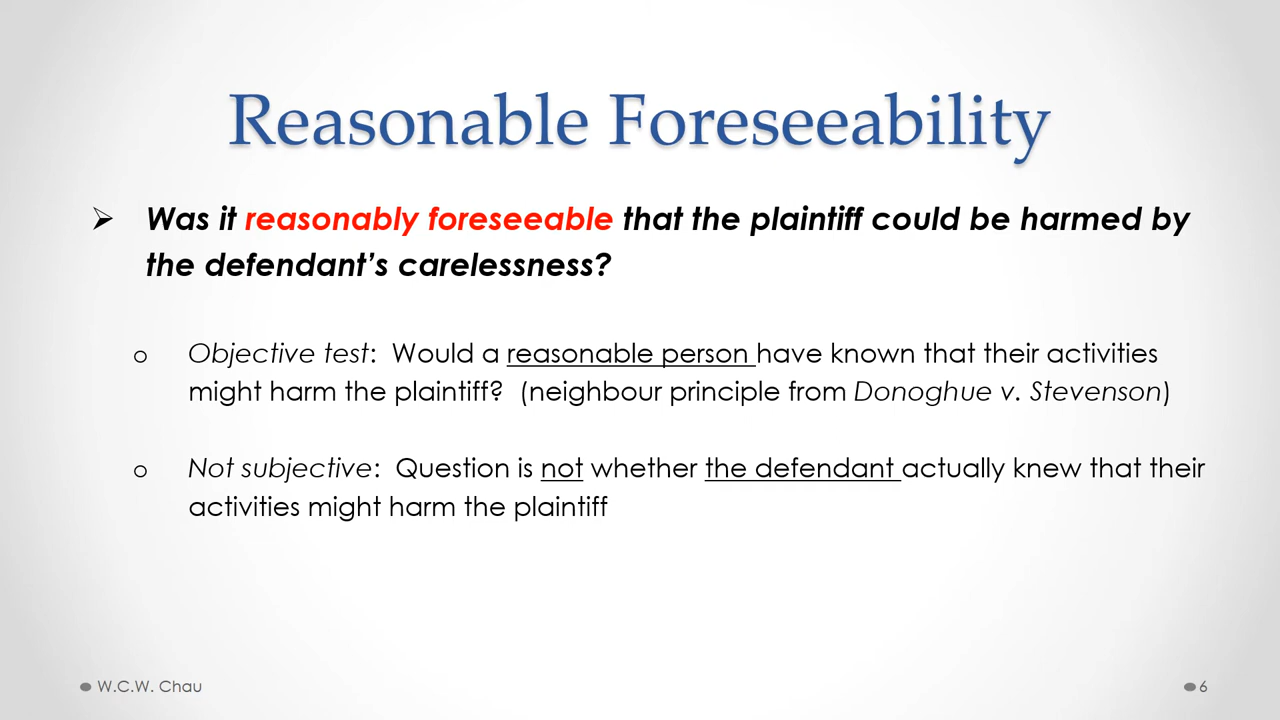 Reasonable Foreseeability
➢ Was it reasonably foreseeable that the plaintiff could be harmed by
the defendant’s carelessness?
o Objective test: Would a reasonable person have known that their activities
might harm the plaintiff? (neighbour principle from Donoghue v. Stevenson)
o Not subjective: Question is not whether the defendant actually knew that their
activities might harm the plaintiff
● W.C.W. Chau
● 6